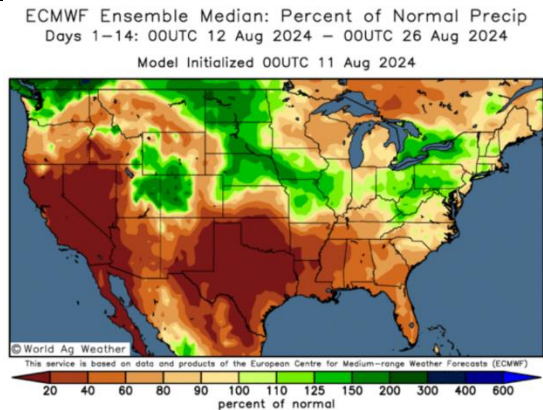 ECMWF Ensemble Median: Percent of Normal Precip
Days 1-14: 00UTC 12 Aug 2024 - 00UTC 26 Aug 2024
Model Initialized 00UTC 11 Aug 2024
© World Ag Weather
This service is based on data and products of the European Centre for Medium-range Weather Forecasts (ECMWF)
20 40 60 80 90 100 110 125 150 200 300 400 600
percent of normal